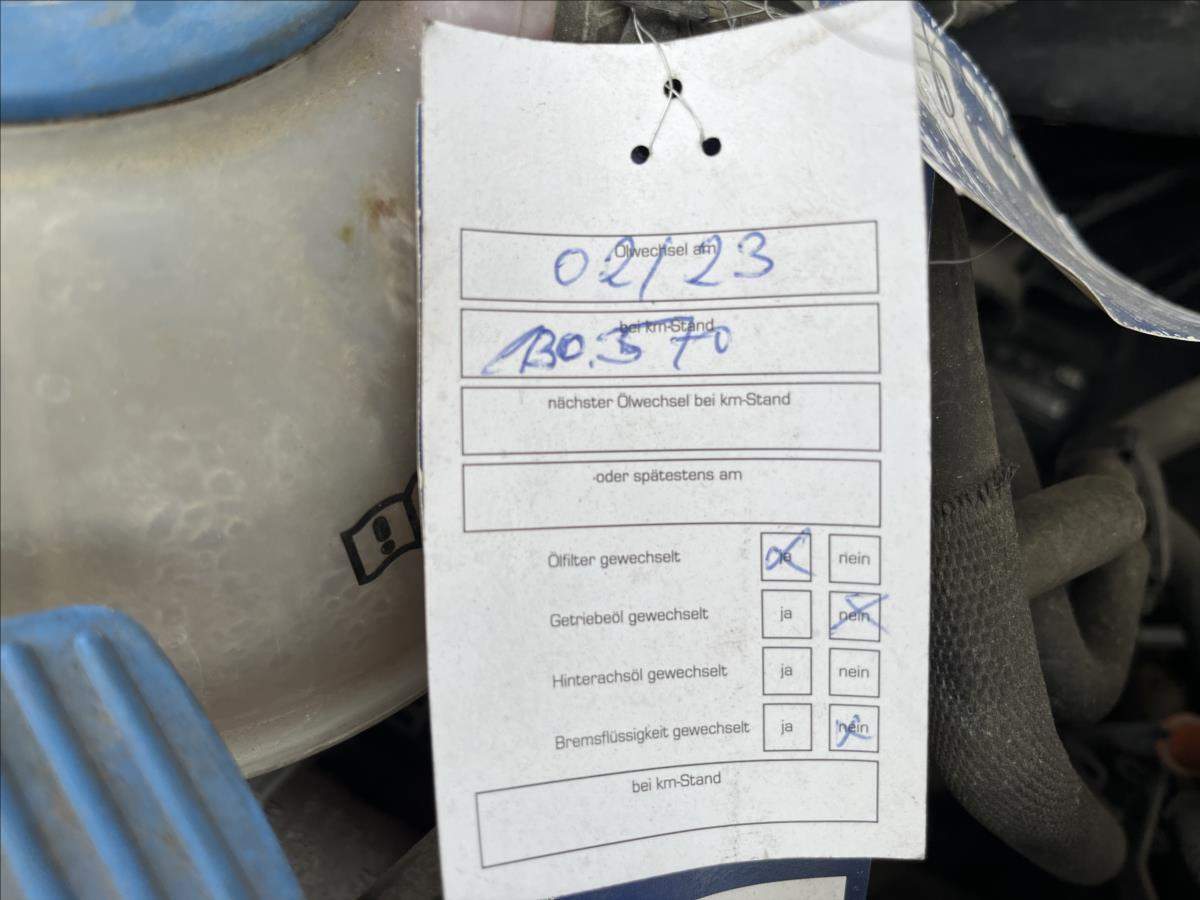 Ölwechsel am
02/23
bei km-Stand
130.570
nächster Ölwechsel bei km-Stand
oder spätestens am
Ölfilter gewechselt ja nein
Getriebeöl gewechselt ja nein
Hinterachsöl gewechselt ja nein
Bremsflüssigkeit gewechselt ja nein
bei km-Stand